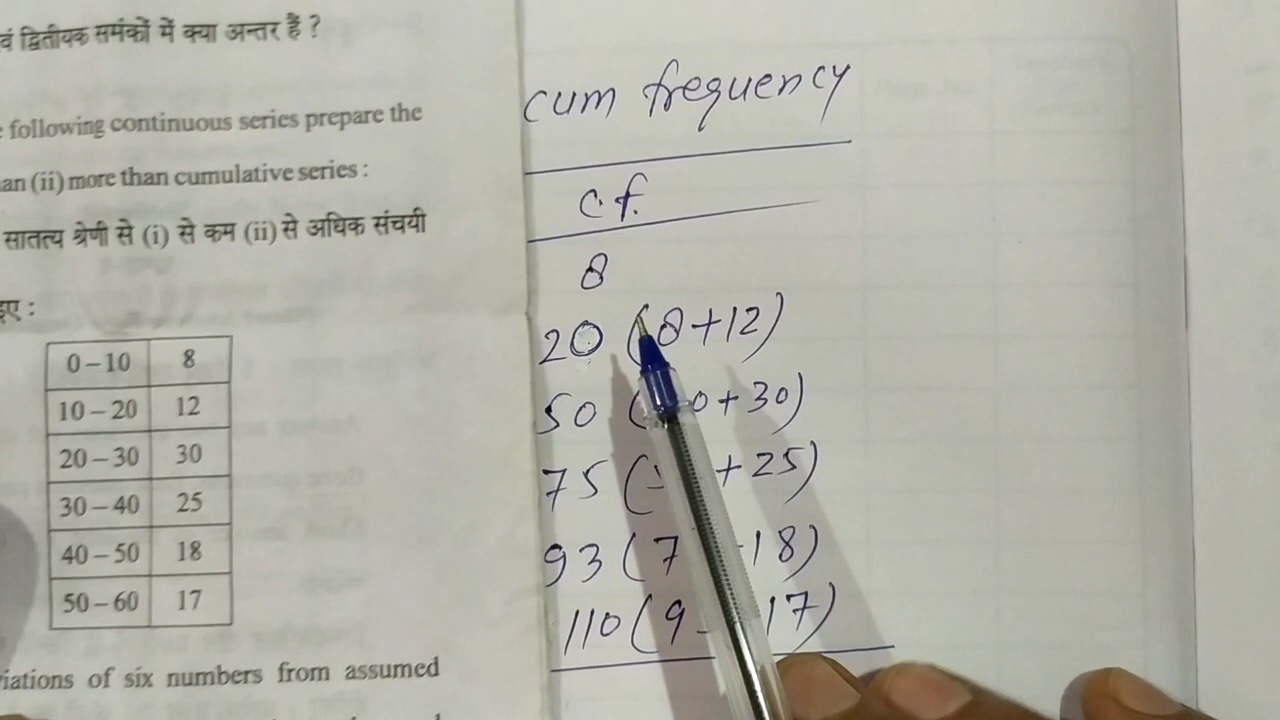 वं द्वितीयक समंकों में क्या अन्तर है ?
following continuous series prepare the
an (ii) more than cumulative series :
सातत्य श्रेणी से (i) से कम (ii) से अधिक संचयी
इए :
0 – 10 8
10 – 20 12
20 – 30 30
30 – 40 25
40 – 50 18
50 – 60 17
iations of six numbers from assumed
cum frequency
c.f.
8
20 (8+12)
50 ( 0+30)
75 ( +25)
93 (7 18)
110 (9 17)